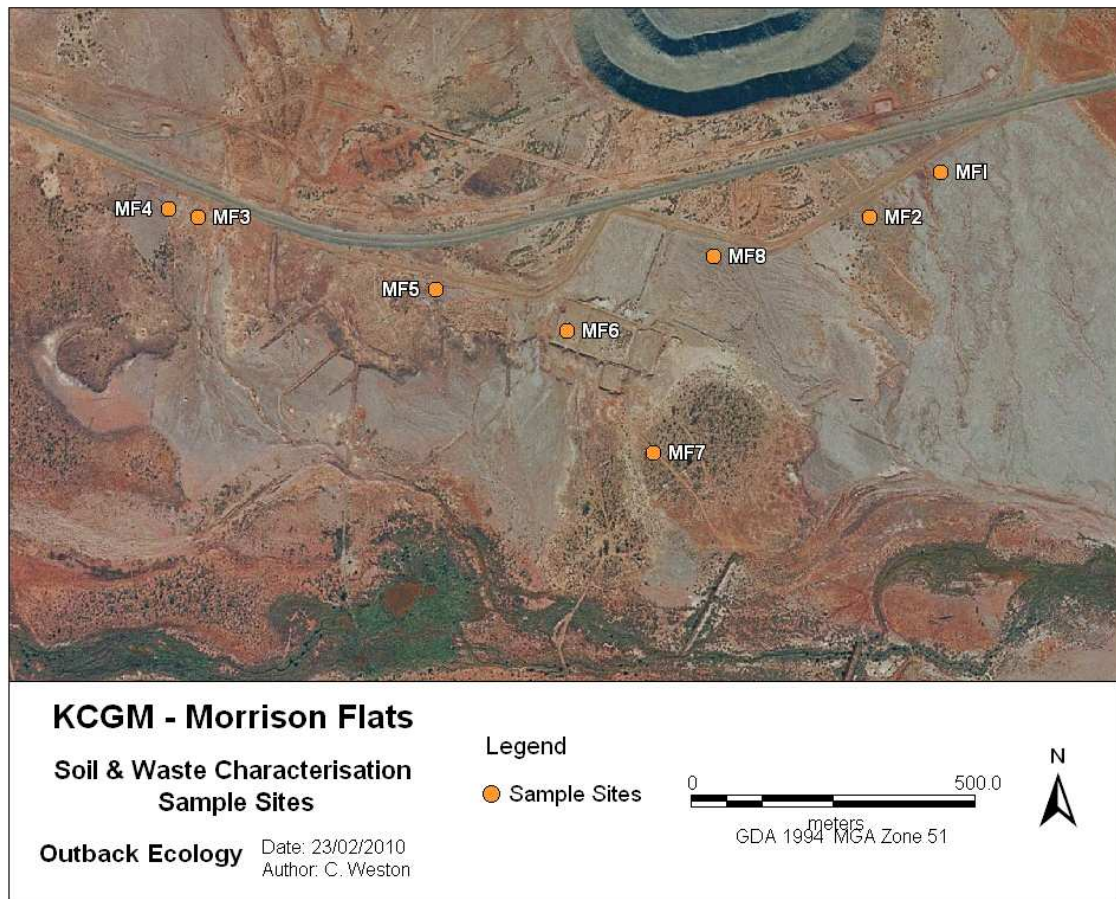 MF1
MF4
MF3
MF2
MF8
MF5
MF6
MF7
KCGM - Morrison Flats
Soil & Waste Characterisation
Sample Sites
Outback Ecology
Date: 23/02/2010
Author: C. Weston
Legend
Sample Sites
0 500.0
meters
GDA 1994 MGA Zone 51
N